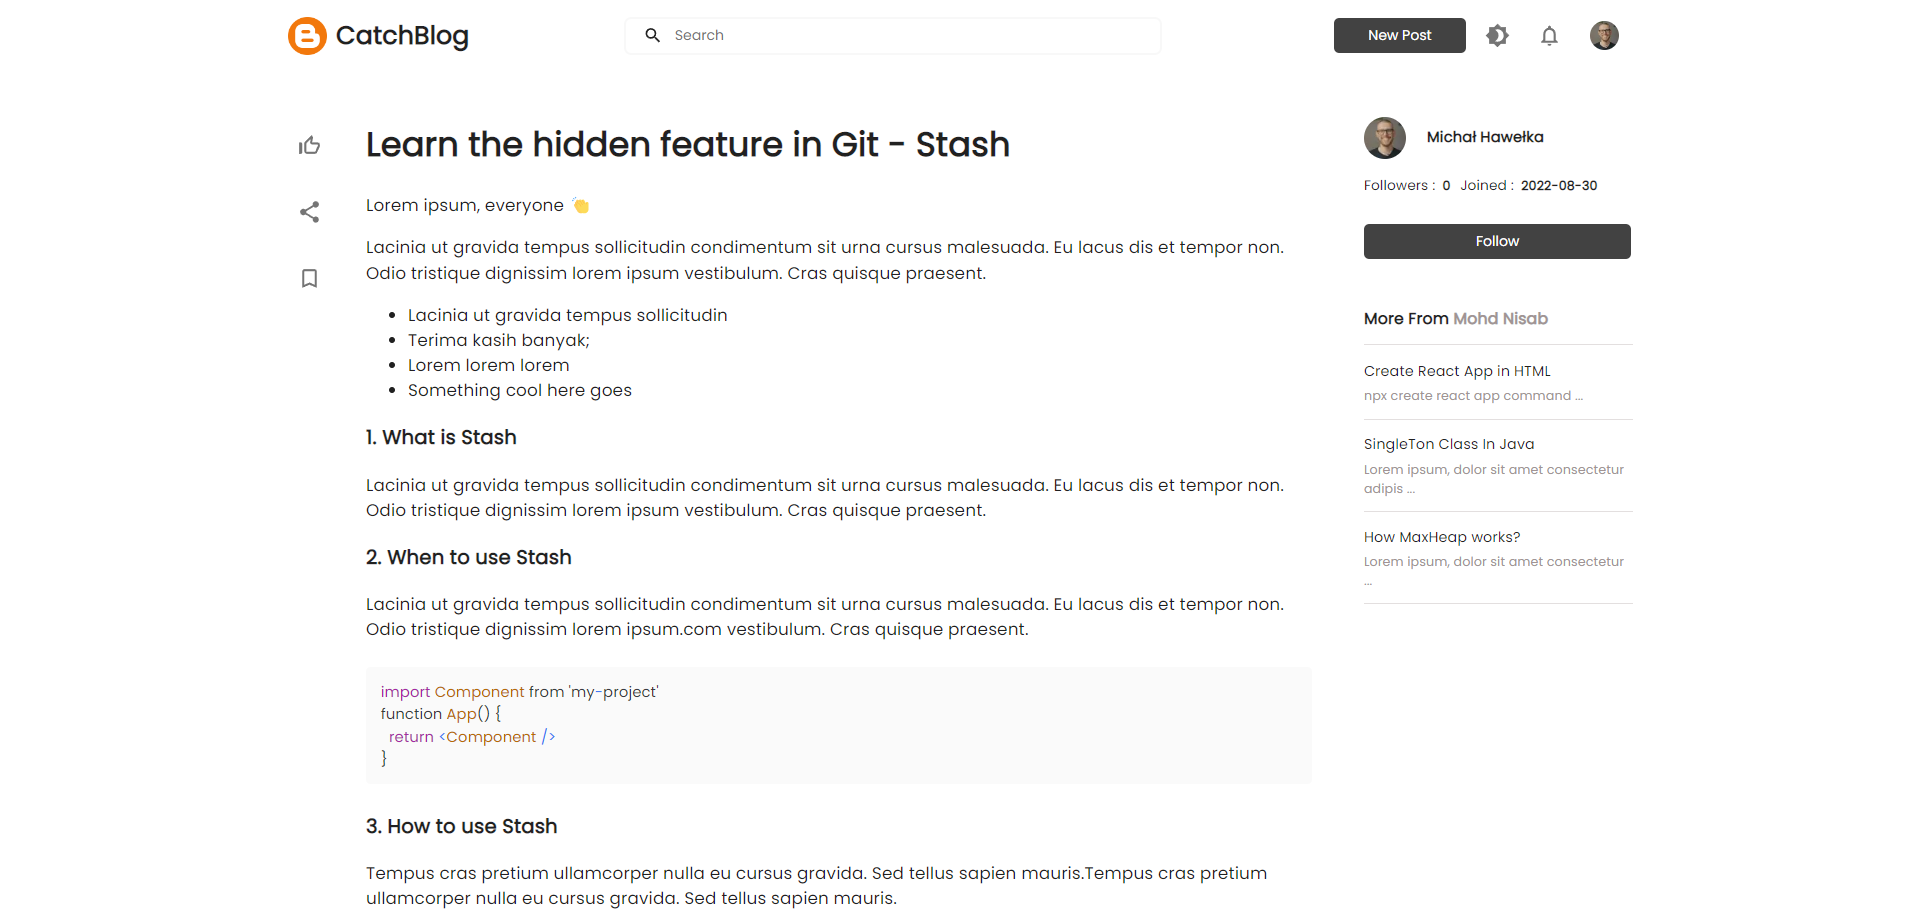 CatchBlog
Search
New Post
Learn the hidden feature in Git - Stash
Lorem ipsum, everyone 👏
Lacinia ut gravida tempus sollicitudin condimentum sit urna cursus malesuada. Eu lacus dis et tempor non.
Odio tristique dignissim lorem ipsum vestibulum. Cras quisque praesent.
• Lacinia ut gravida tempus sollicitudin
• Terima kasih banyak;
• Lorem lorem lorem
• Something cool here goes
1. What is Stash
Lacinia ut gravida tempus sollicitudin condimentum sit urna cursus malesuada. Eu lacus dis et tempor non.
Odio tristique dignissim lorem ipsum vestibulum. Cras quisque praesent.
2. When to use Stash
Lacinia ut gravida tempus sollicitudin condimentum sit urna cursus malesuada. Eu lacus dis et tempor non.
Odio tristique dignissim lorem ipsum.com vestibulum. Cras quisque praesent.
import Component from 'my-project'
function App() {
  return <Component />
}
3. How to use Stash
Tempus cras pretium ullamcorper nulla eu cursus gravida. Sed tellus sapien mauris.Tempus cras pretium
ullamcorper nulla eu cursus gravida. Sed tellus sapien mauris.
Michał Hawełka
Followers : 0 Joined : 2022-08-30
Follow
More From Mohd Nisab
Create React App in HTML
npx create react app command ...
SingleTon Class In Java
Lorem ipsum, dolor sit amet consectetur
adipis ...
How MaxHeap works?
Lorem ipsum, dolor sit amet consectetur
...